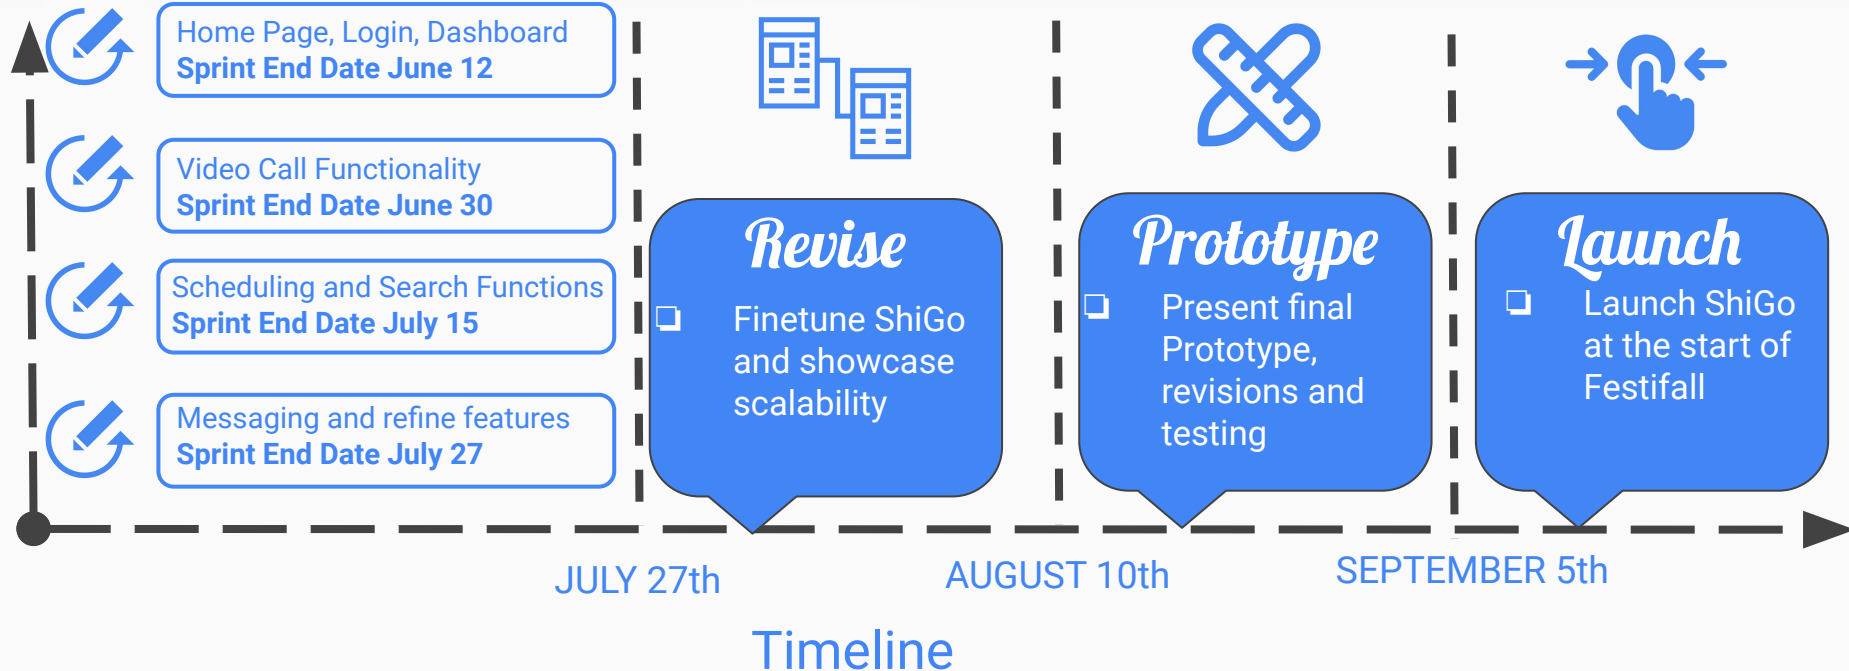 Home Page, Login, Dashboard
Sprint End Date June 12
Video Call Functionality
Sprint End Date June 30
Scheduling and Search Functions
Sprint End Date July 15
Messaging and refine features
Sprint End Date July 27
Revise
Finetune ShiGo
and showcase
scalability
Prototype
Present final
Prototype,
revisions and
testing
Launch
Launch ShiGo
at the start of
Festifall
JULY 27th
AUGUST 10th
SEPTEMBER 5th
Timeline